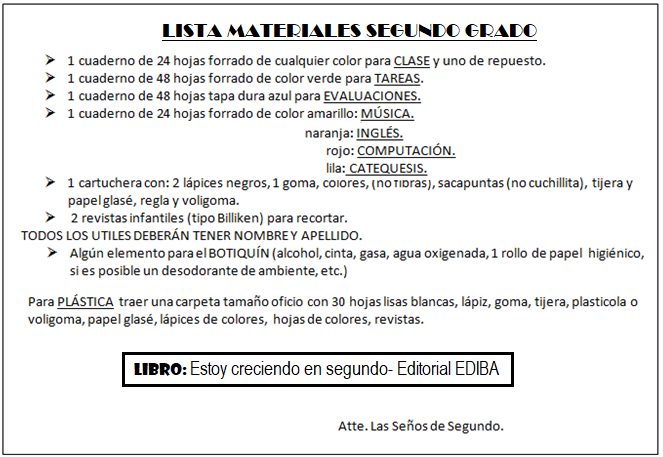 LISTA MATERIALES SEGUNDO GRADO
➢ 1 cuaderno de 24 hojas forrado de cualquier color para CLASE y uno de repuesto.
➢ 1 cuaderno de 48 hojas forrado de color verde para TAREAS.
➢ 1 cuaderno de 48 hojas tapa dura azul para EVALUACIONES.
➢ 1 cuaderno de 24 hojas forrado de color amarillo: MÚSICA.
naranja: INGLÉS.
rojo: COMPUTACIÓN.
lila: CATEQUESIS.
➢ 1 cartuchera con: 2 lápices negros, 1 goma, colores, (no fibras), sacapuntas (no cuchillita), tijera y
papel glasé, regla y voligoma.
➢ 2 revistas infantiles (tipo Billiken) para recortar.
TODOS LOS UTILES DEBERÁN TENER NOMBRE Y APELLIDO.
➢ Algún elemento para el BOTIQUÍN (alcohol, cinta, gasa, agua oxigenada, 1 rollo de papel higiénico,
si es posible un desodorante de ambiente, etc.)
Para PLÁSTICA traer una carpeta tamaño oficio con 30 hojas lisas blancas, lápiz, goma, tijera, plasticola o
voligoma, papel glasé, lápices de colores, hojas de colores, revistas.
LIBRO: Estoy creciendo en segundo- Editorial EDIBA
Atte. Las Seños de Segundo.